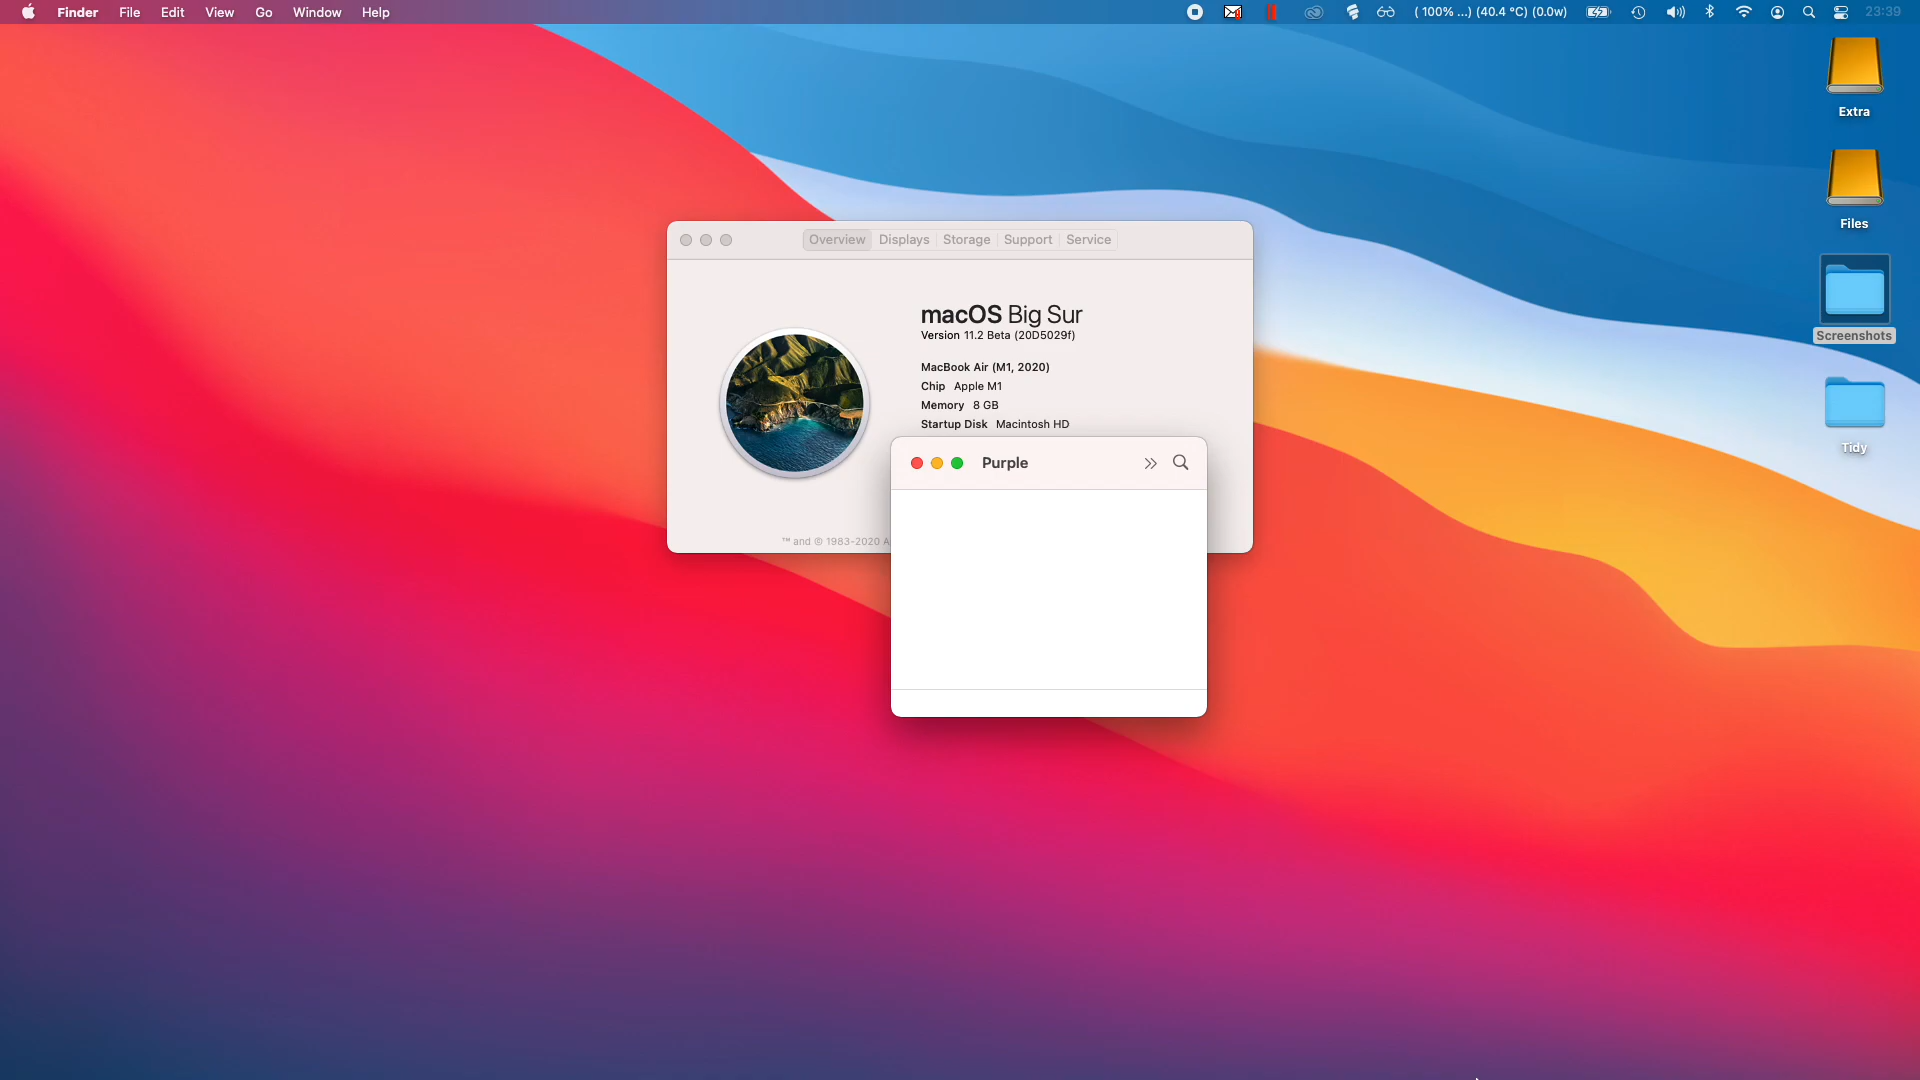 Finder File Edit View Go Window Help ( 100% ...) (40.4 °C) (0.0w) 23:39
Extra
Files
Screenshots
Tidy
Overview Displays Storage Support Service
macOS Big Sur
Version 11.2 Beta (20D5029f)
MacBook Air (M1, 2020)
Chip Apple M1
Memory 8 GB
Startup Disk Macintosh HD
™ and © 1983-2020 A
Purple